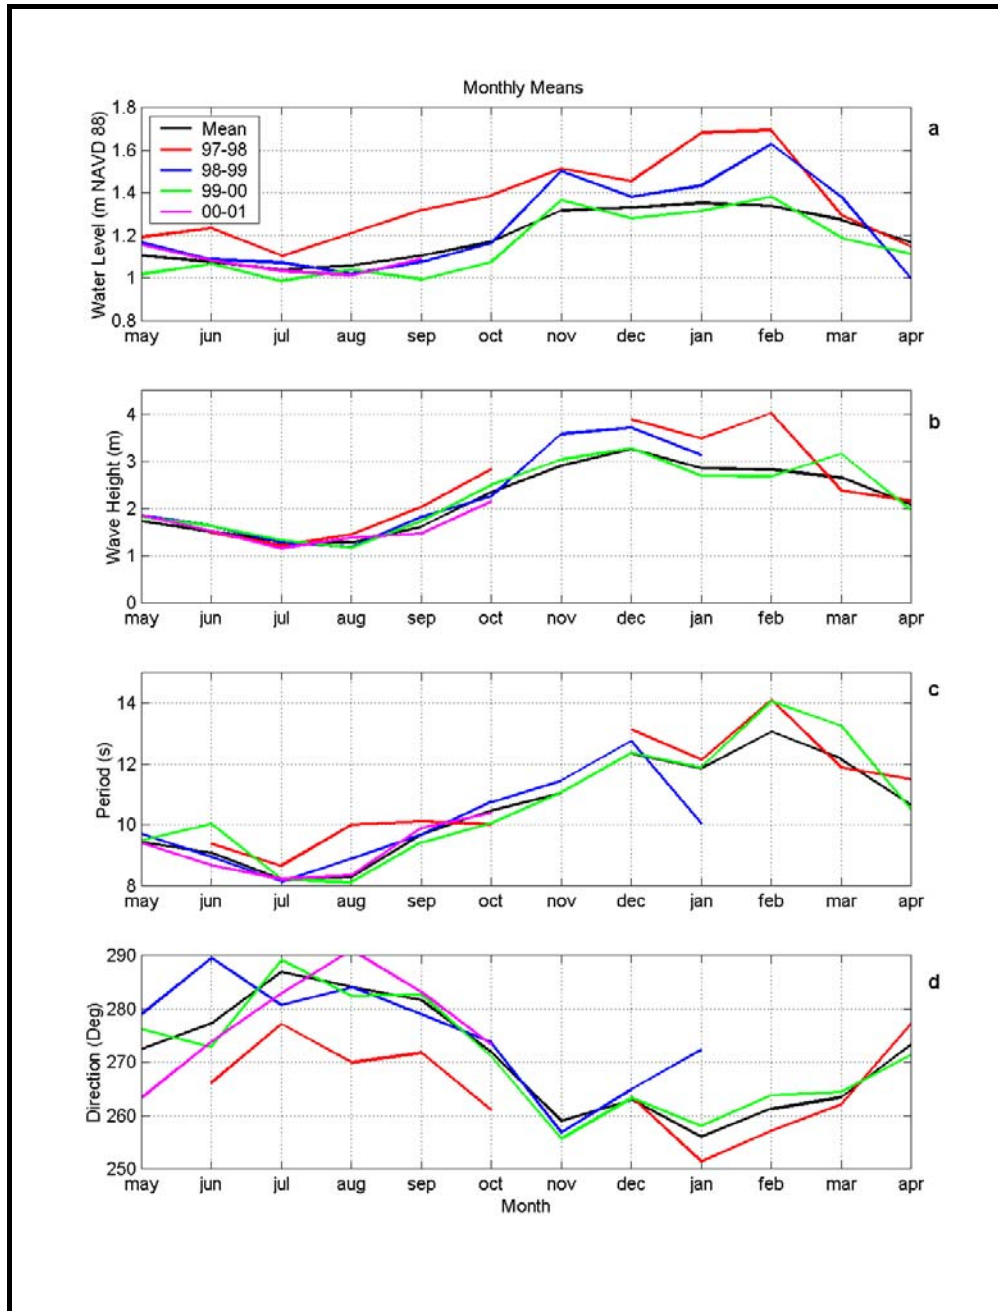 Monthly Means
a
Water Level (m NAVD 88)
1.8
1.6
1.4
1.2
1
0.8
Mean
97-98
98-99
99-00
00-01
may jun jul aug sep oct nov dec jan feb mar apr
b
Wave Height (m)
4
3
2
1
0
may jun jul aug sep oct nov dec jan feb mar apr
c
Period (s)
14
12
10
8
may jun jul aug sep oct nov dec jan feb mar apr
d
Direction (Deg)
290
280
270
260
250
may jun jul aug sep oct nov dec jan feb mar apr
Month